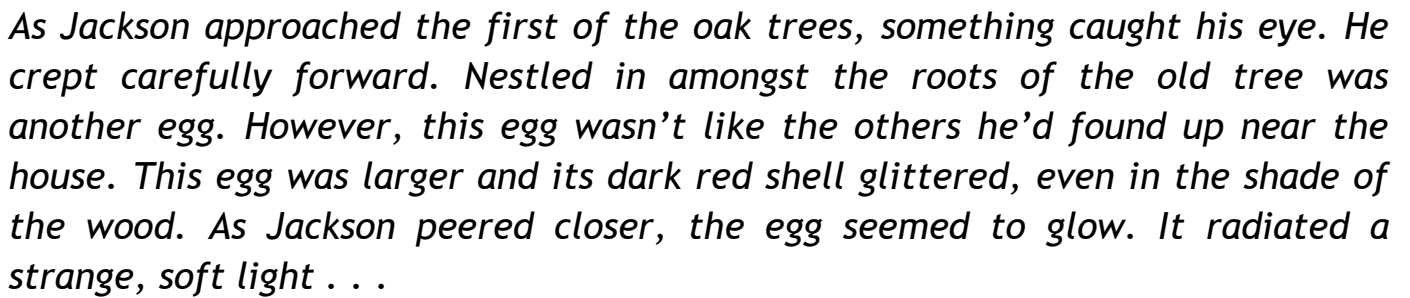 As Jackson approached the first of the oak trees, something caught his eye. He
crept carefully forward. Nestled in amongst the roots of the old tree was
another egg. However, this egg wasn’t like the others he’d found up near the
house. This egg was larger and its dark red shell glittered, even in the shade of
the wood. As Jackson peered closer, the egg seemed to glow. It radiated a
strange, soft light . . .